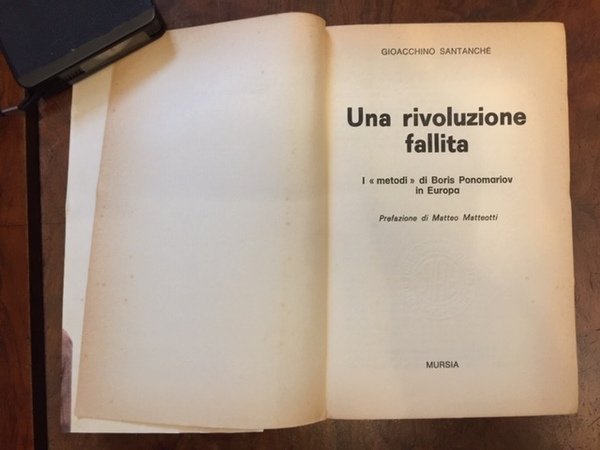 GIOACCHINO SANTANCHÈ
Una rivoluzione
fallita
I « metodi » di Boris Ponomariov
in Europa
Prefazione di Matteo Matteotti
MURSIA